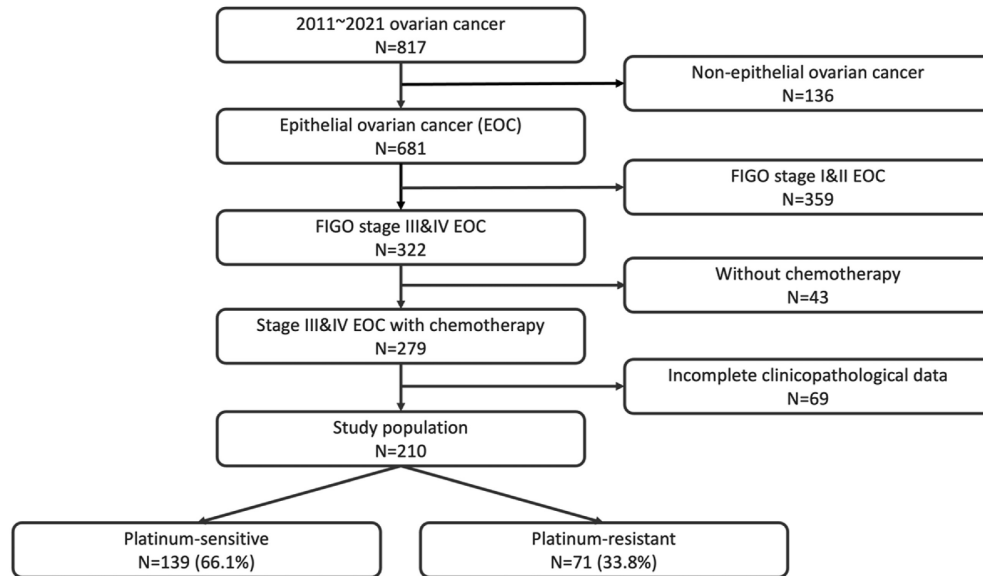 2011~2021 ovarian cancer
N=817
Non-epithelial ovarian cancer
N=136
Epithelial ovarian cancer (EOC)
N=681
FIGO stage I&II EOC
N=359
FIGO stage III&IV EOC
N=322
Without chemotherapy
N=43
Stage III&IV EOC with chemotherapy
N=279
Incomplete clinicopathological data
N=69
Study population
N=210
Platinum-sensitive
N=139 (66.1%)
Platinum-resistant
N=71 (33.8%)